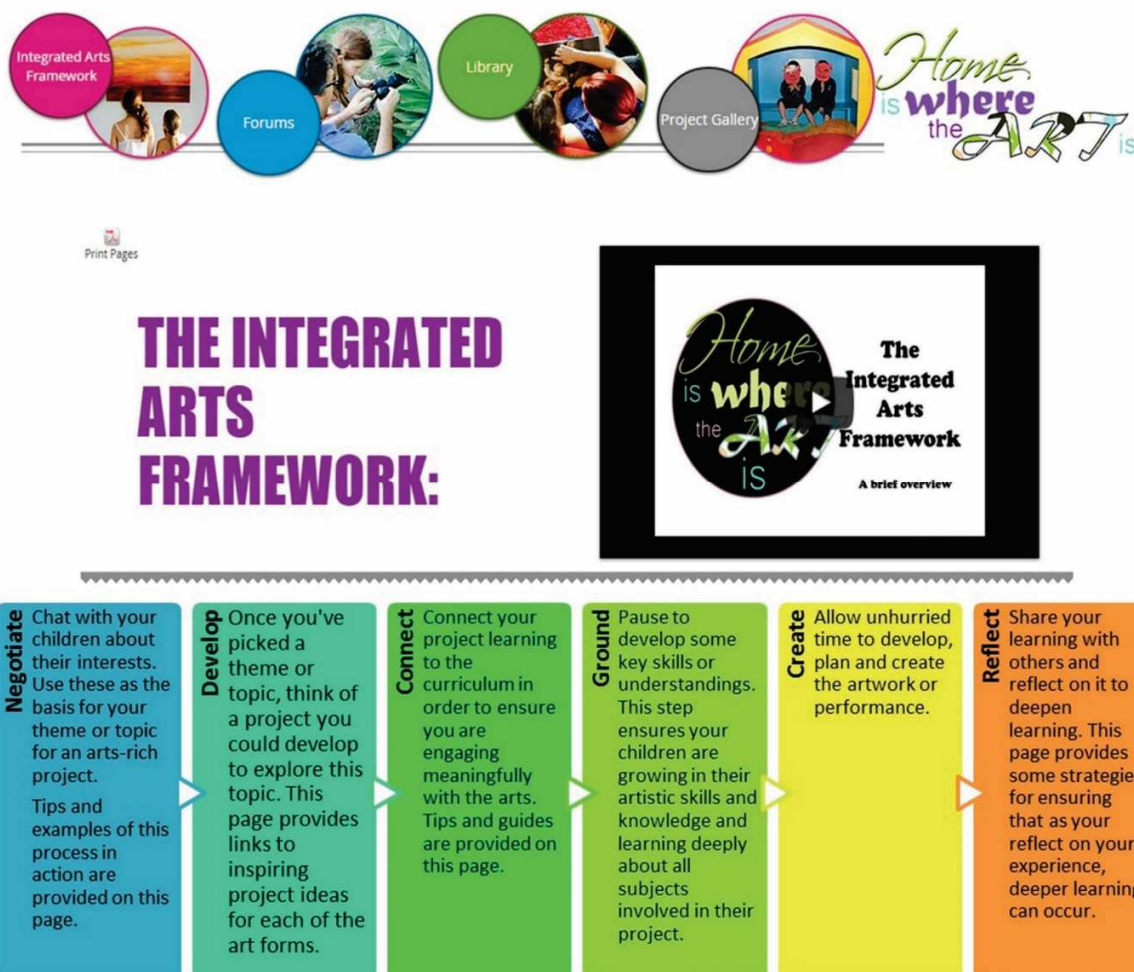 Integrated Arts
Framework
Forums
Library
Project Gallery
Home
is where
the ART is
Print Pages
THE INTEGRATED
ARTS
FRAMEWORK:
Home
is where
the ART
is
The
Integrated
Arts
Framework
A brief overview
Negotiate
Chat with your
children about
their interests.
Use these as the
basis for your
theme or topic
for an arts-rich
project.
Tips and
examples of this
process in
action are
provided on this
page.
Develop
Once you've
picked a
theme or
topic, think of
a project you
could develop
to explore this
topic. This
page provides
links to
inspiring
project ideas
for each of the
art forms.
Connect
Connect your
project learning
to the
curriculum in
order to ensure
you are
engaging
meaningfully
with the arts.
Tips and guides
are provided on
this page.
Ground
Pause to
develop some
key skills or
understandings.
This step
ensures your
children are
growing in their
artistic skills and
knowledge and
learning deeply
about all
subjects
involved in their
project.
Create
Allow unhurried
time to develop,
plan and create
the artwork or
performance.
Reflect
Share your
learning with
others and
reflect on it to
deepen
learning. This
page provides
some strategie
for ensuring
that as your
reflect on your
experience,
deeper learning
can occur.